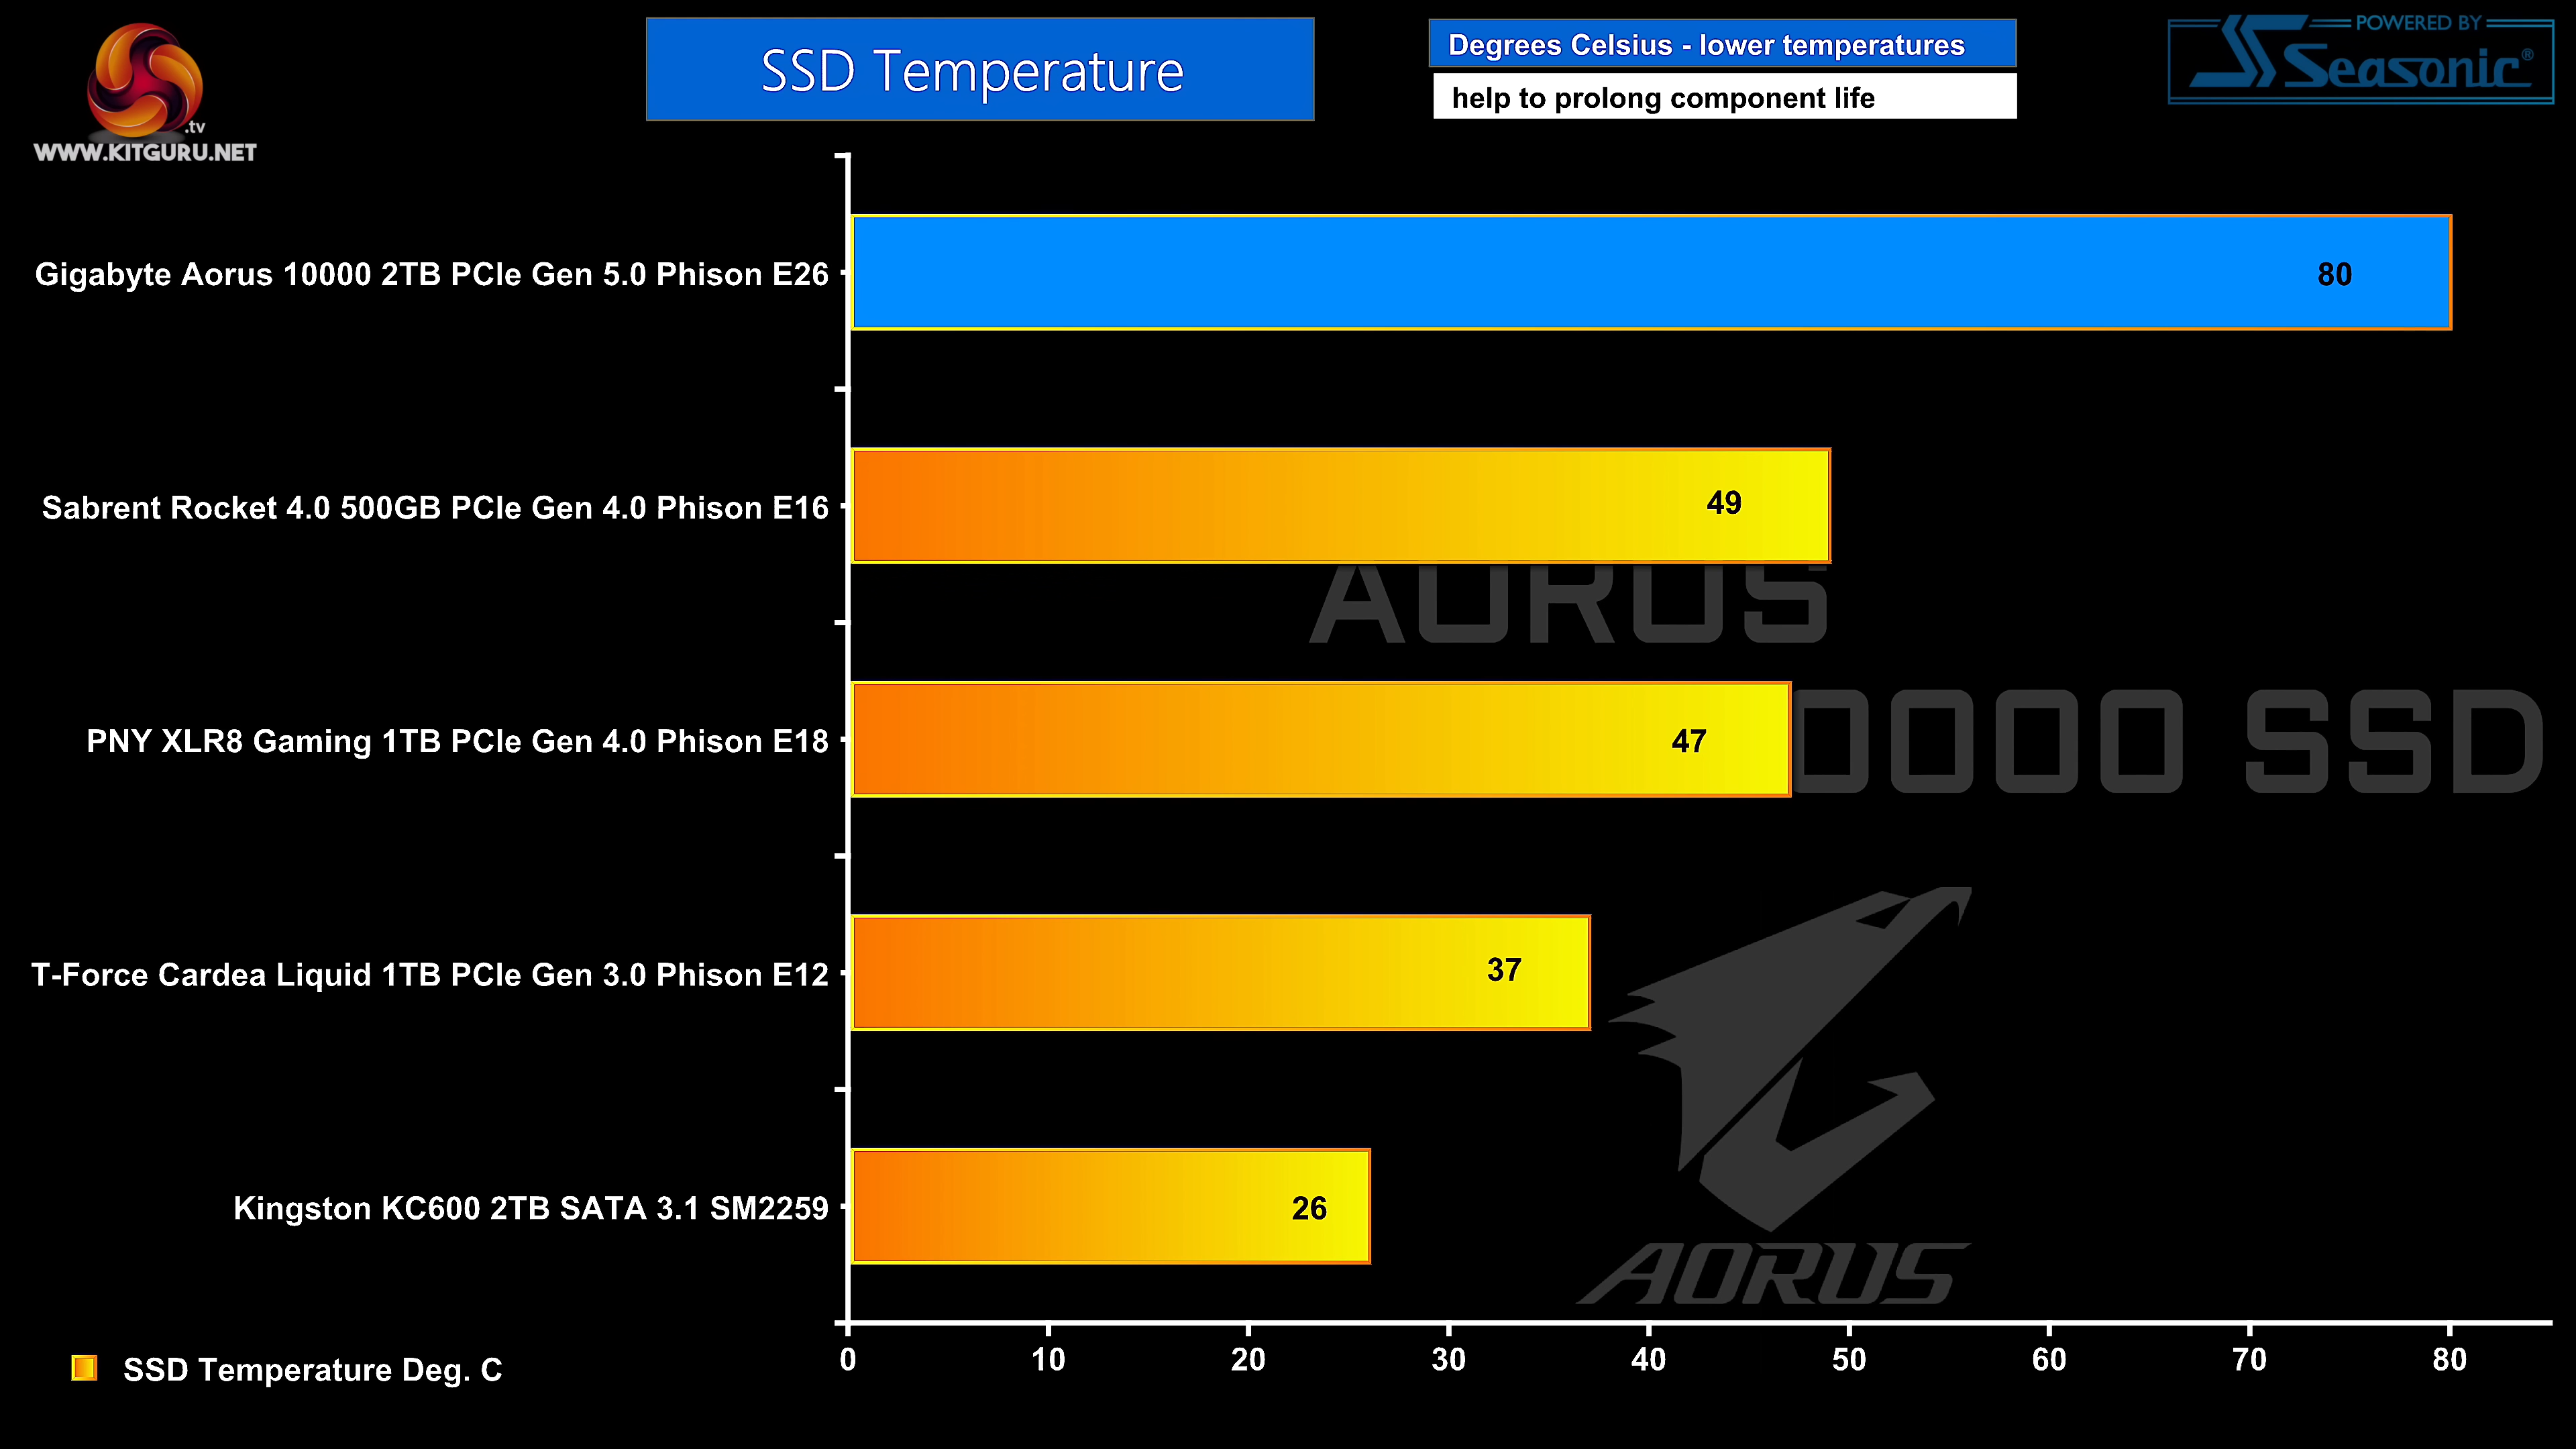 .tv
WWW.KITGURU.NET
SSD Temperature
Degrees Celsius - lower temperatures
help to prolong component life
POWERED BY
Seasonic®
Gigabyte Aorus 10000 2TB PCIe Gen 5.0 Phison E26
80
Sabrent Rocket 4.0 500GB PCIe Gen 4.0 Phison E16
49
AORUS
PNY XLR8 Gaming 1TB PCIe Gen 4.0 Phison E18
47
0000 SSD
T-Force Cardea Liquid 1TB PCIe Gen 3.0 Phison E12
37
Kingston KC600 2TB SATA 3.1 SM2259
26
AORUS
0 10 20 30 40 50 60 70 80
SSD Temperature Deg. C